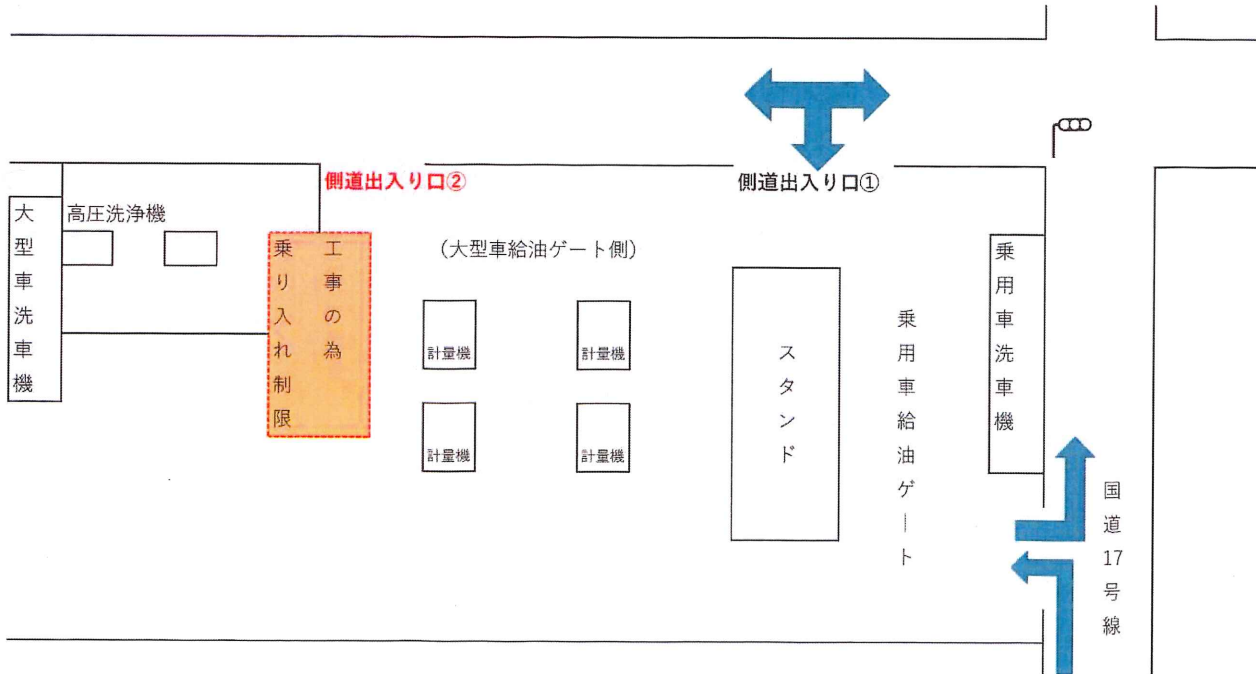 側道出入り口②
側道出入り口①
大型車洗車機
高圧洗浄機
工事の為
乗り入れ制限
(大型車給油ゲート側)
計量機
計量機
計量機
計量機
スタンド
乗用車給油ゲート
乗用車洗車機
国道17号線